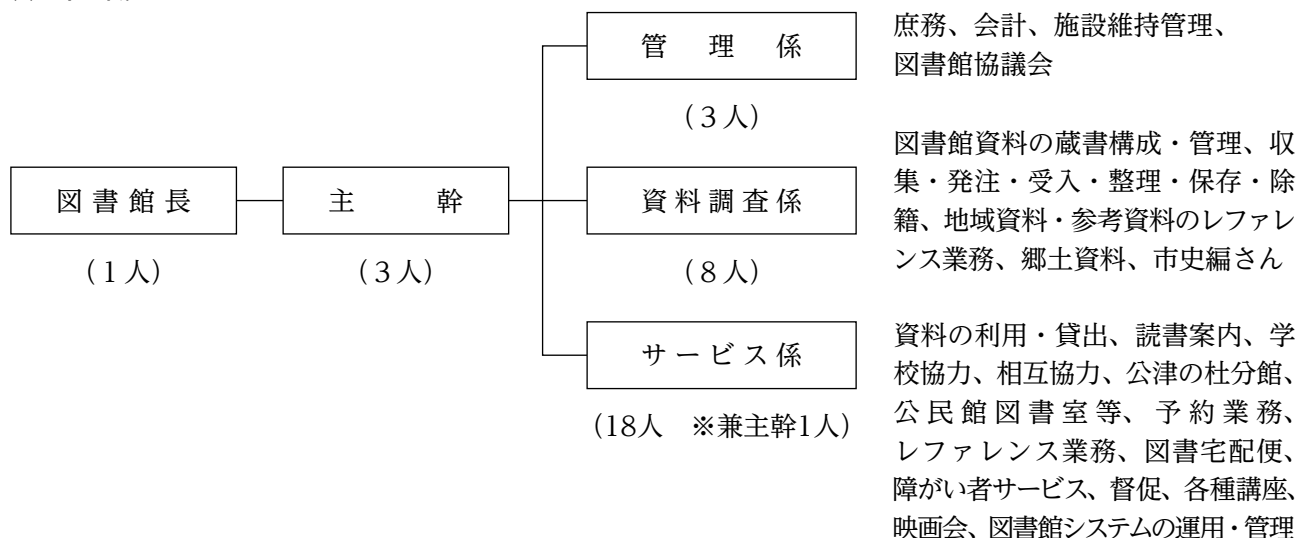 管理係
(3人)
庶務、会計、施設維持管理、
図書館協議会
図書館長
(1人)
主幹
(3人)
資料調査係
(8人)
図書館資料の蔵書構成・管理、収
集・発注・受入・整理・保存・除
籍、地域資料・参考資料のレファレ
ンス業務、郷土資料、市史編さん
サービス係
(18人 ※兼主幹1人)
資料の利用・貸出、読書案内、学
校協力、相互協力、公津の杜分館、
公民館図書室等、予約業務、
レファレンス業務、図書宅配便、
障がい者サービス、督促、各種講座、
映画会、図書館システムの運用・管理